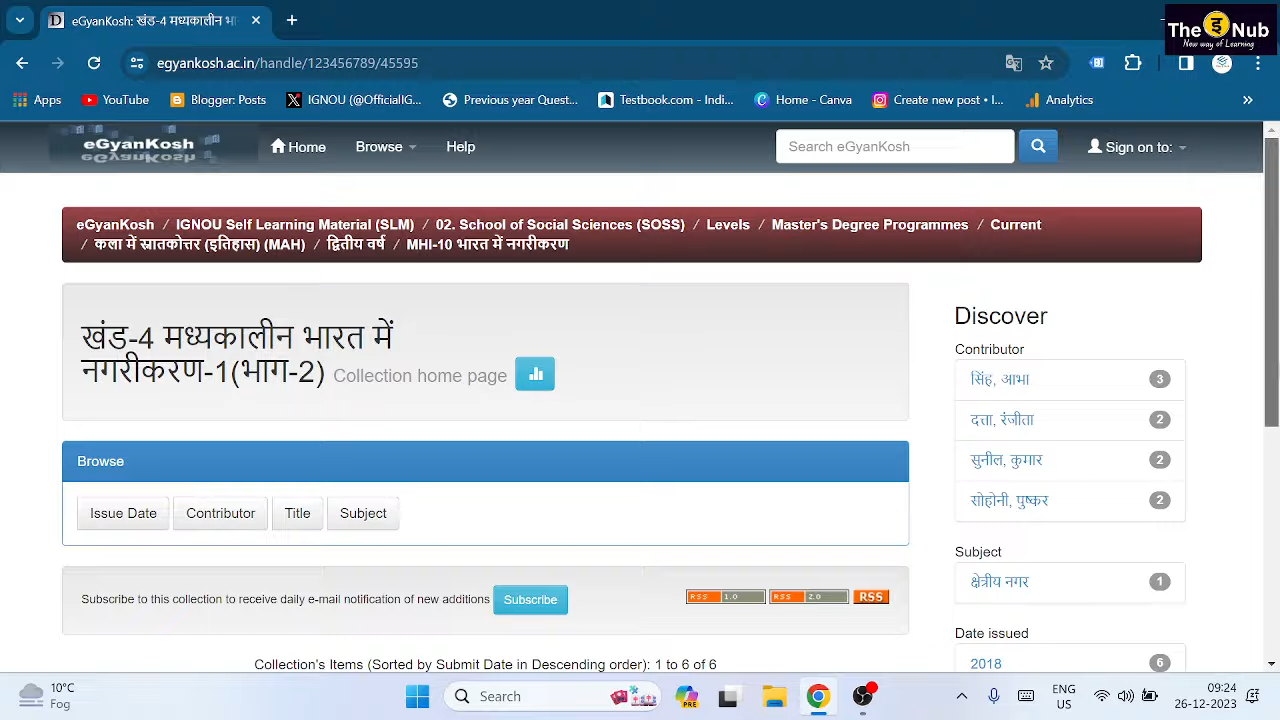 eGyanKosh: खंड-4 मध्यकालीन भा
The इ Nub
New way of Learning
egyankosh.ac.in/handle/123456789/45595
Apps YouTube Blogger: Posts IGNOU (@OfficialIG... Previous year Quest... Testbook.com - Indi... Home - Canva Create new post • I... Analytics
eGyanKosh Home Browse Help Search eGyanKosh Sign on to:
eGyanKosh / IGNOU Self Learning Material (SLM) / 02. School of Social Sciences (SOSS) / Levels / Master's Degree Programmes / Current
/ कला में स्नातकोत्तर (इतिहास) (MAH) / द्वितीय वर्ष / MHI-10 भारत में नगरीकरण
खंड-4 मध्यकालीन भारत में
नगरीकरण-1(भाग-2) Collection home page
Browse
Issue Date Contributor Title Subject
Subscribe to this collection to receive daily e-mail notification of new additions Subscribe RSS 1.0 RSS 2.0 RSS
Collection's Items (Sorted by Submit Date in Descending order): 1 to 6 of 6
Discover
Contributor
सिंह, आभा 3
दत्ता, रंजीता 2
सुनील, कुमार 2
सोहोनी, पुष्कर 2
Subject
क्षेत्रीय नगर 1
Date issued
2018 6
10°C
Fog
Search
PRE
ENG
US
09:24
26-12-2023